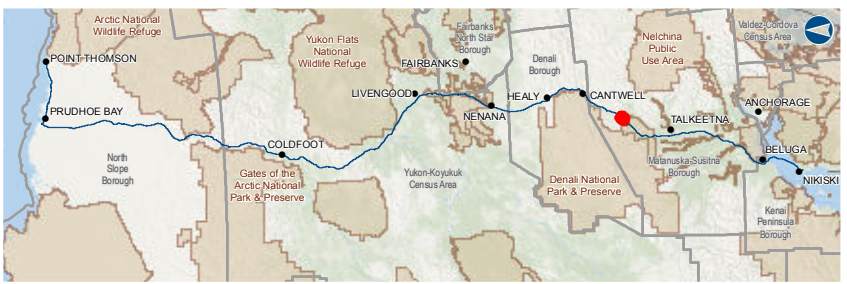 Arctic National
Wildlife Refuge
POINT THOMSON
PRUDHOE BAY
North
Slope
Borough
COLDFOOT
Gates of the
Arctic National
Park & Preserve
Yukon Flats
National
Wildlife Refuge
LIVENGOOD
FAIRBANKS
Fairbanks
North Star
Borough
NENANA
Yukon-Koyukuk
Census Area
Denali
Borough
HEALY
CANTWELL
Denali National
Park & Preserve
Nelchina
Public
Use Area
TALKEETNA
Matanuska-Susitna
Borough
Valdez-Cordova
Census Area
ANCHORAGE
BELUGA
NIKISKI
Kenai
Peninsula
Borough